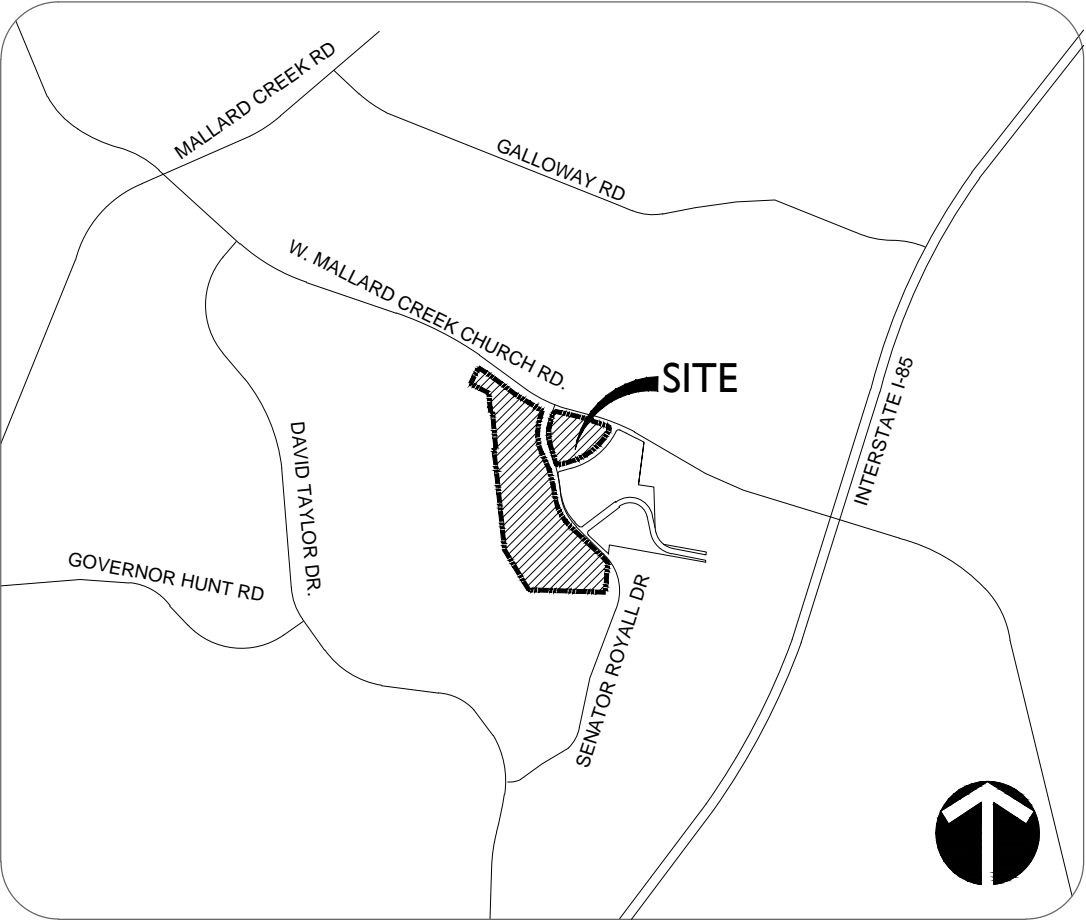 MALLARD CREEK RD
GALLOWAY RD
W. MALLARD CREEK CHURCH RD.
SITE
INTERSTATE I-85
DAVID TAYLOR DR.
GOVERNOR HUNT RD
SENATOR ROYALL DR